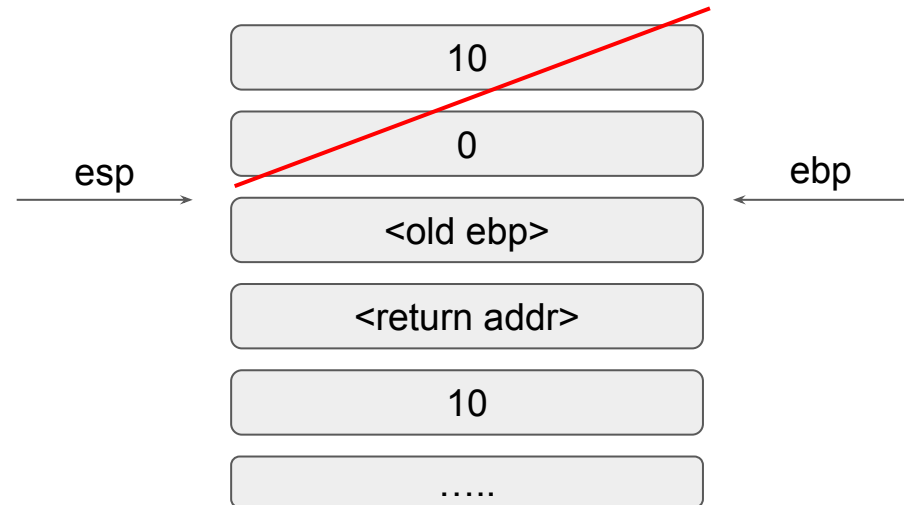 10
0
esp
ebp
<old ebp>
<return addr>
10
…..